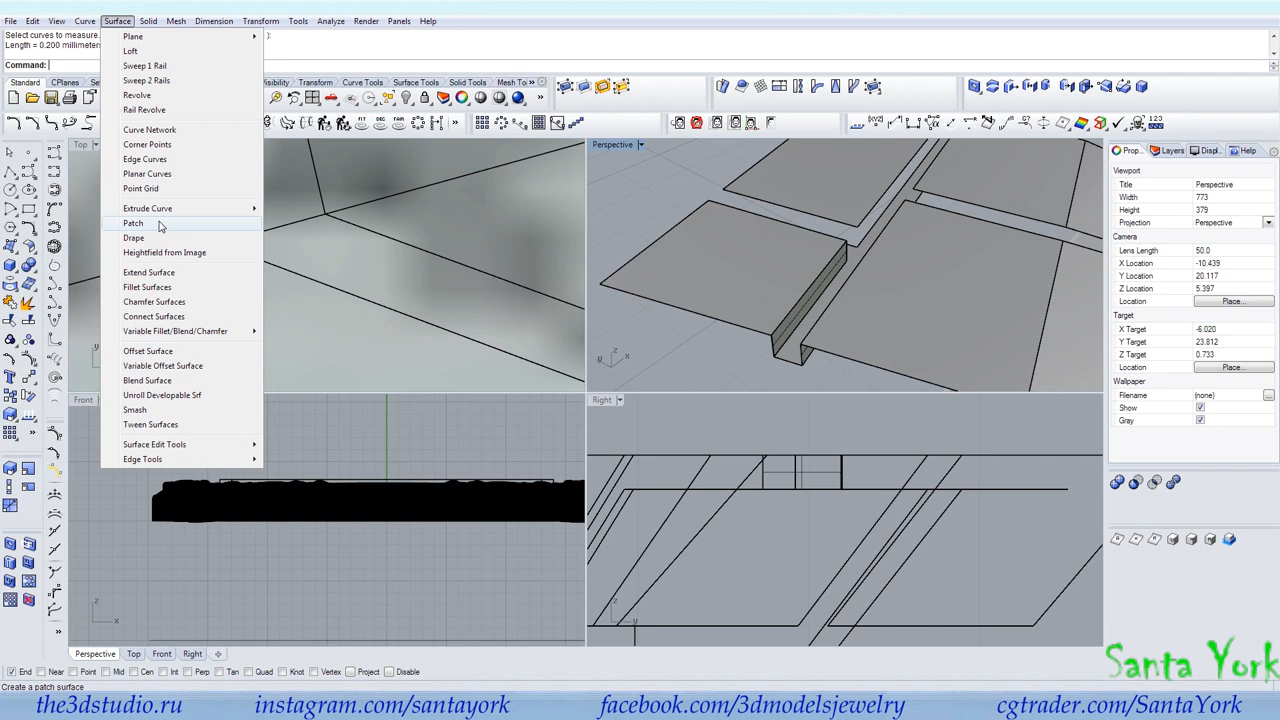 File Edit View Curve Surface Solid Mesh Dimension Transform Tools Analyze Render Panels Help
Select curves to measure. ):
Length = 0.200 millimeters
Command:
Standard CPlanes Se isibility Transform Curve Tools Surface Tools Solid Tools Mesh To
Plane
Loft
Sweep 1 Rail
Sweep 2 Rails
Revolve
Rail Revolve
Curve Network
Corner Points
Edge Curves
Planar Curves
Point Grid
Extrude Curve
Patch
Drape
Heightfield from Image
Extend Surface
Fillet Surfaces
Chamfer Surfaces
Connect Surfaces
Variable Fillet/Blend/Chamfer
Offset Surface
Variable Offset Surface
Blend Surface
Unroll Developable Srf
Smash
Tween Surfaces
Surface Edit Tools
Edge Tools
Top
Perspective
Front
Right
z
x
y
z
x
z
y
Prop... Layers Displ... Help
Viewport
Title Perspective
Width 773
Height 379
Projection Perspective
Camera
Lens Length 50.0
X Location -10.439
Y Location 20.117
Z Location 5.397
Location Place...
Target
X Target -6.020
Y Target 23.812
Z Target 0.733
Location Place...
Wallpaper
Filename (none) ...
Show
Gray
Perspective Top Front Right
End Near Point Mid Cen Int Perp Tan Quad Knot Vertex Project Disable
Create a patch surface
Santa York
the3dstudio.ru instagram.com/santayork facebook.com/3dmodelsjewelry cgtrader.com/SantaYork